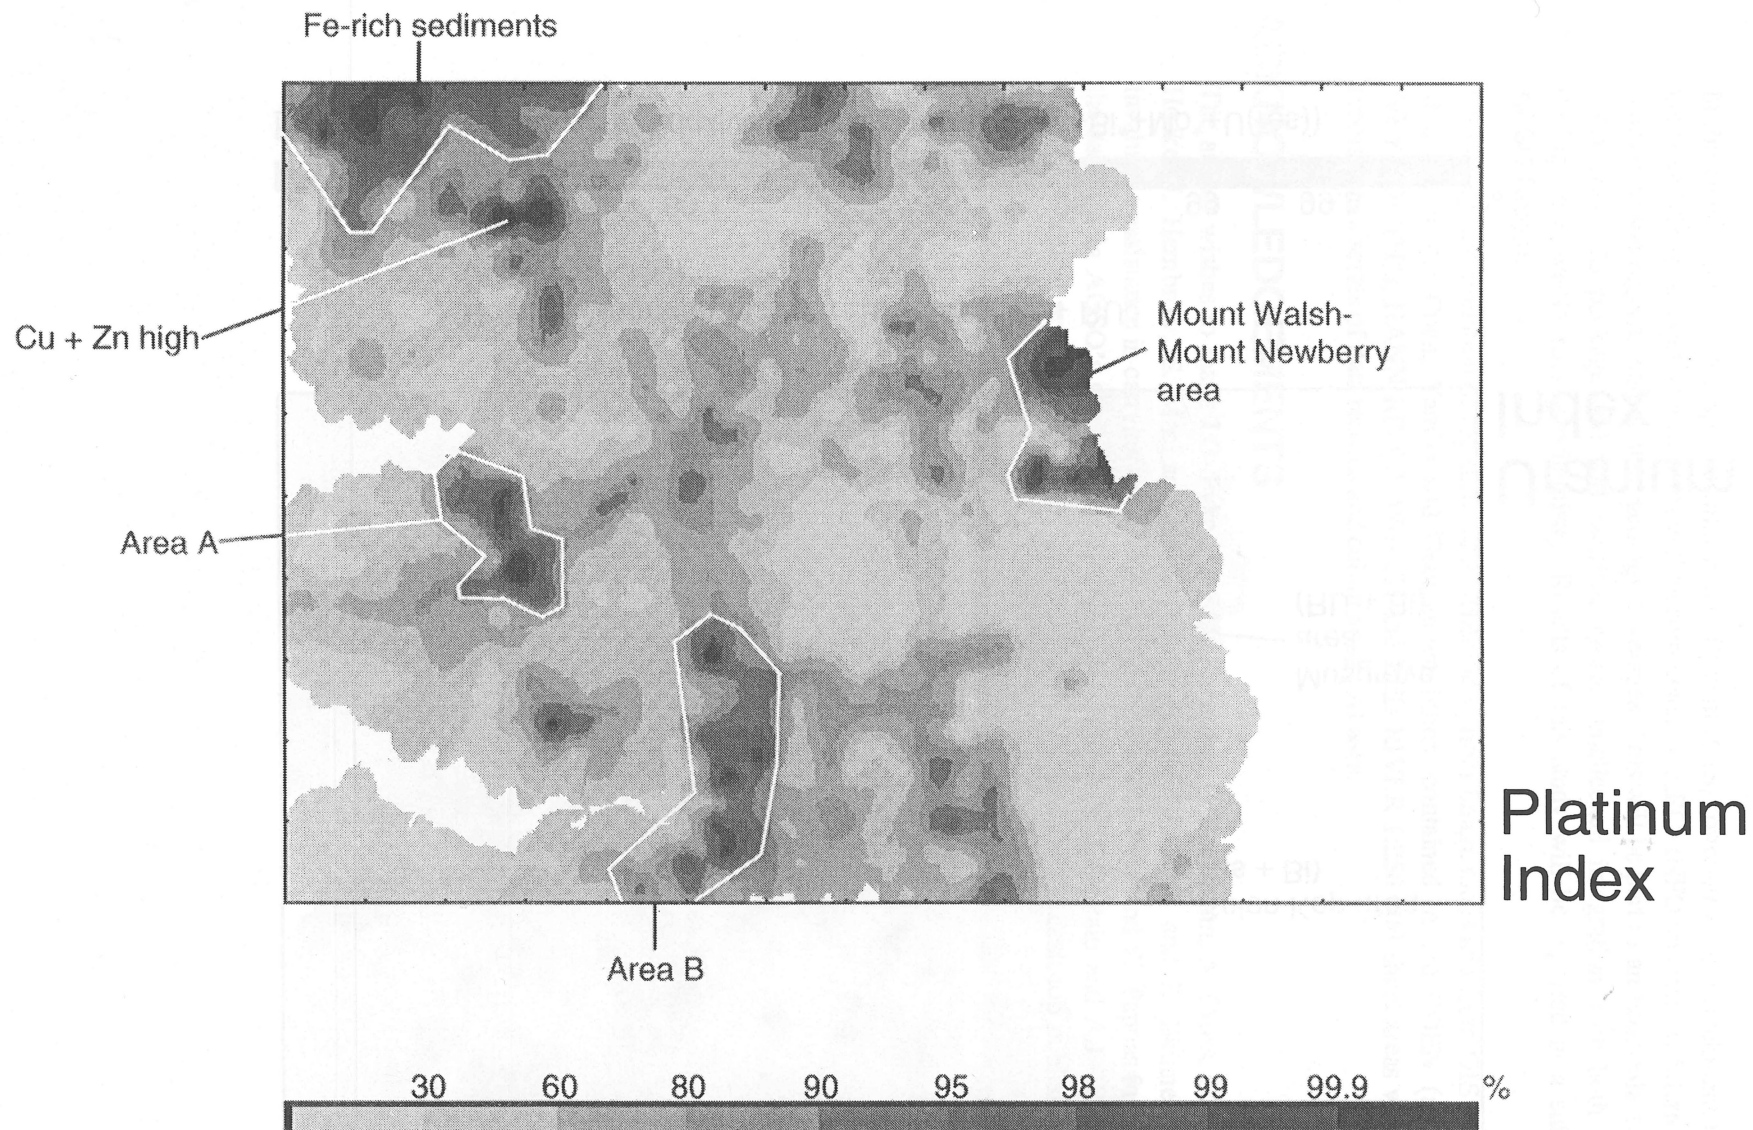 Fe-rich sediments
Cu + Zn high
Mount Walsh-
Mount Newberry
area
Area A
Platinum
Index
Area B
30 60 80 90 95 98 99 99.9 %